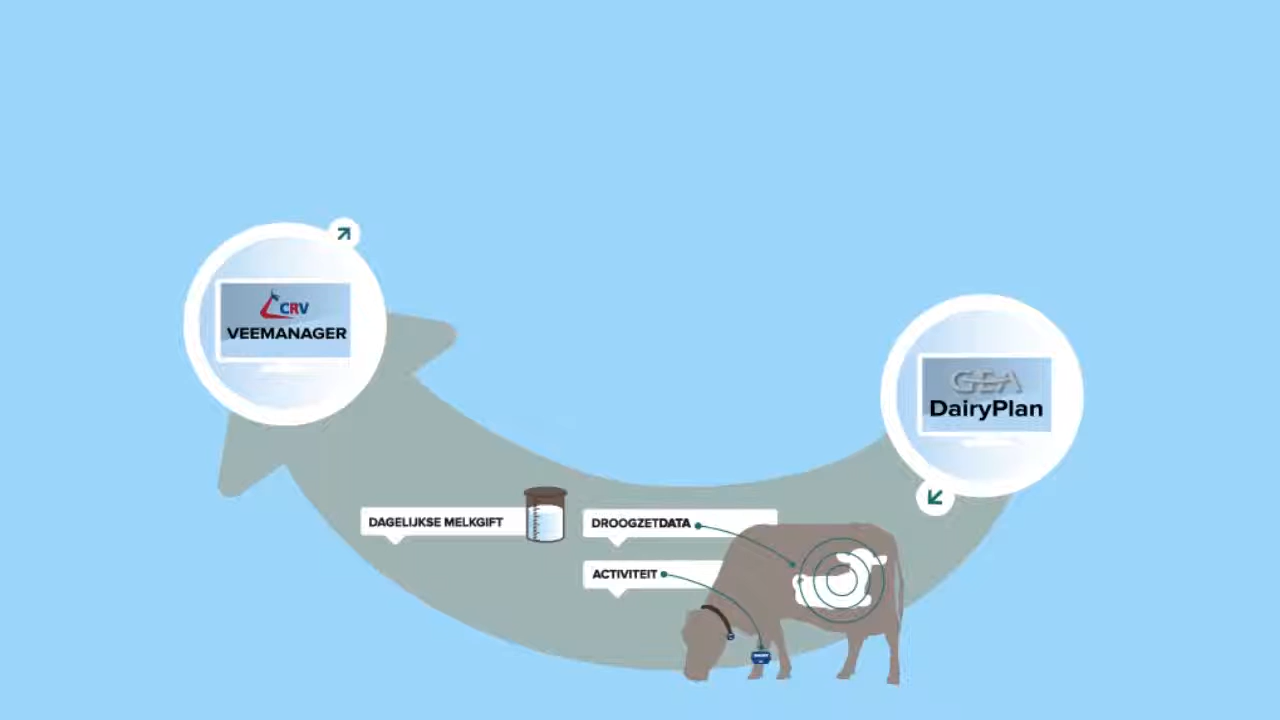 CRV
VEEMANAGER
GEA
DairyPlan
DAGELIJKSE MELKGIFT
DROOGZETDATA
ACTIVITEIT